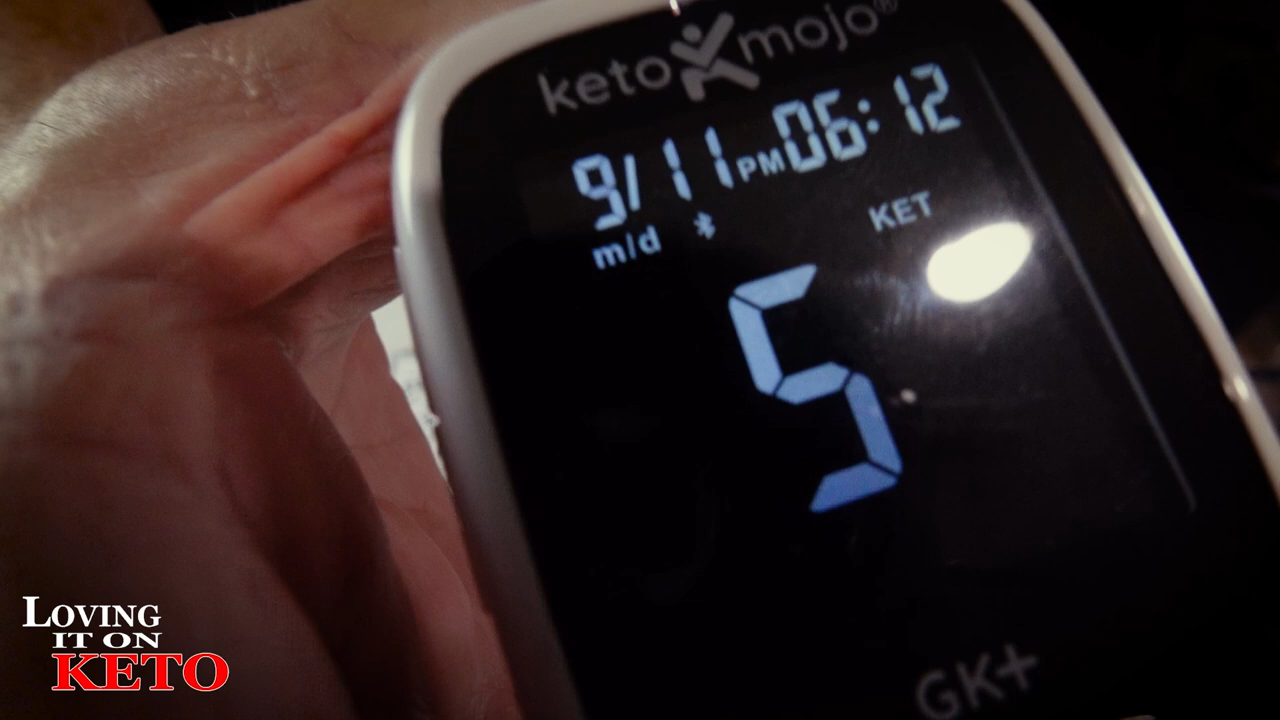 keto mojo®
9/11 PM 06:12
m/d KET
5
GK+
LOVING
IT ON
KETO